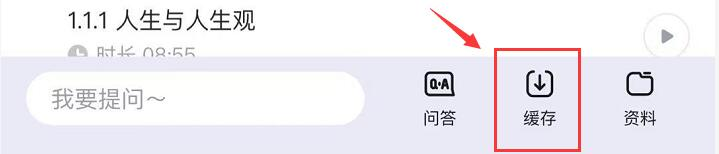 1.1.1 人生与人生观
时长 08:55
我要提问～
Q·A
问答
缓存
资料